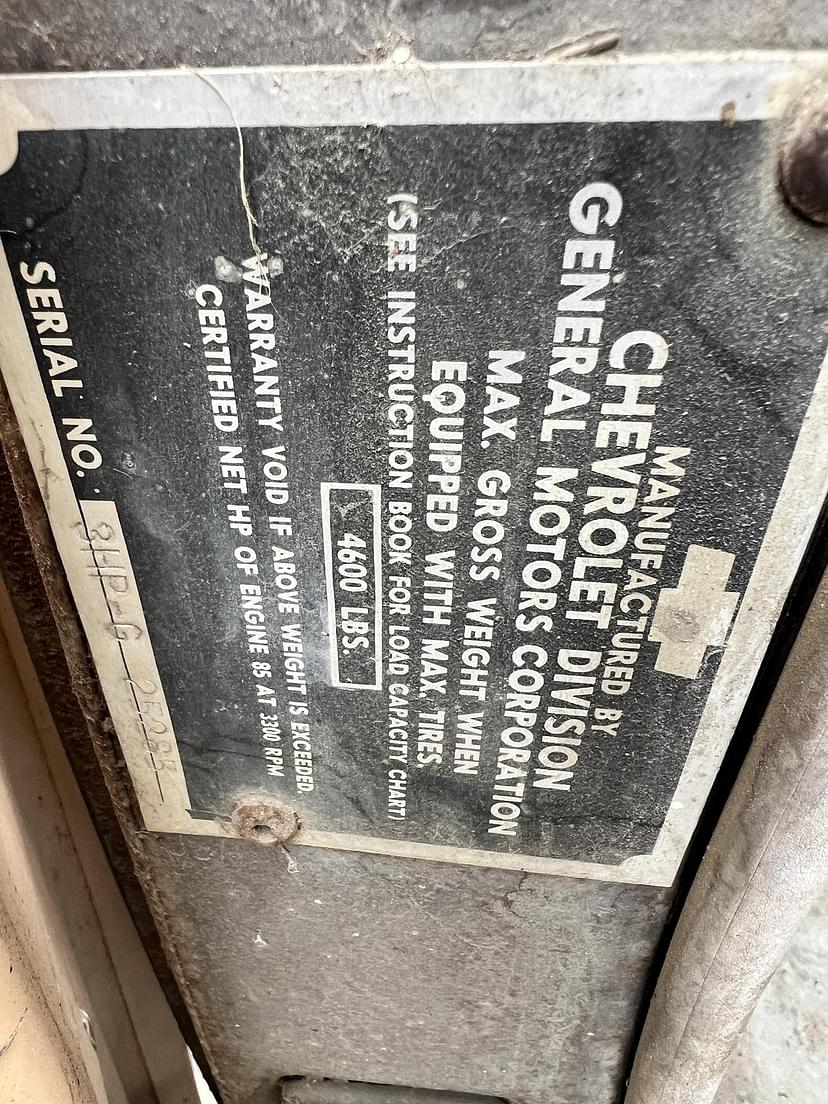 MANUFACTURED BY
CHEVROLET DIVISION
GENERAL MOTORS CORPORATION
MAX. GROSS WEIGHT WHEN
EQUIPPED WITH MAX. TIRES
(SEE INSTRUCTION BOOK FOR LOAD CAPACITY CHART)
4600 LBS.
WARRANTY VOID IF ABOVE WEIGHT IS EXCEEDED.
CERTIFIED NET HP OF ENGINE 85 AT 3300 RPM
SERIAL NO.